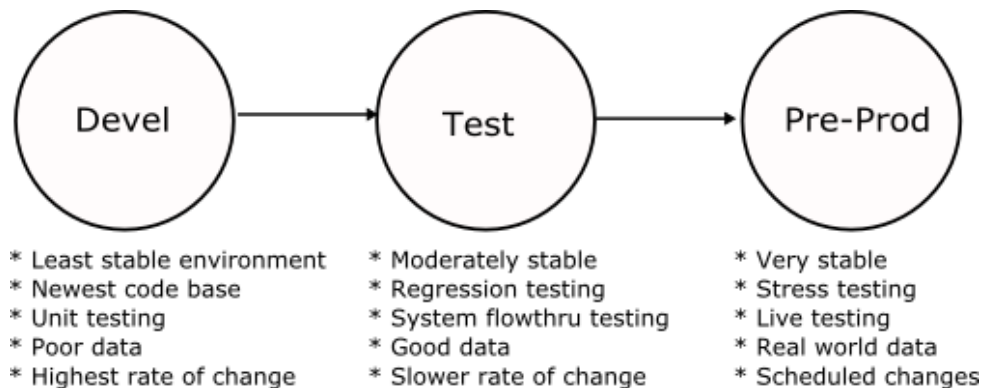 Devel
Test
Pre-Prod
* Least stable environment
* Newest code base
* Unit testing
* Poor data
* Highest rate of change
* Moderately stable
* Regression testing
* System flowthru testing
* Good data
* Slower rate of change
* Very stable
* Stress testing
* Live testing
* Real world data
* Scheduled changes